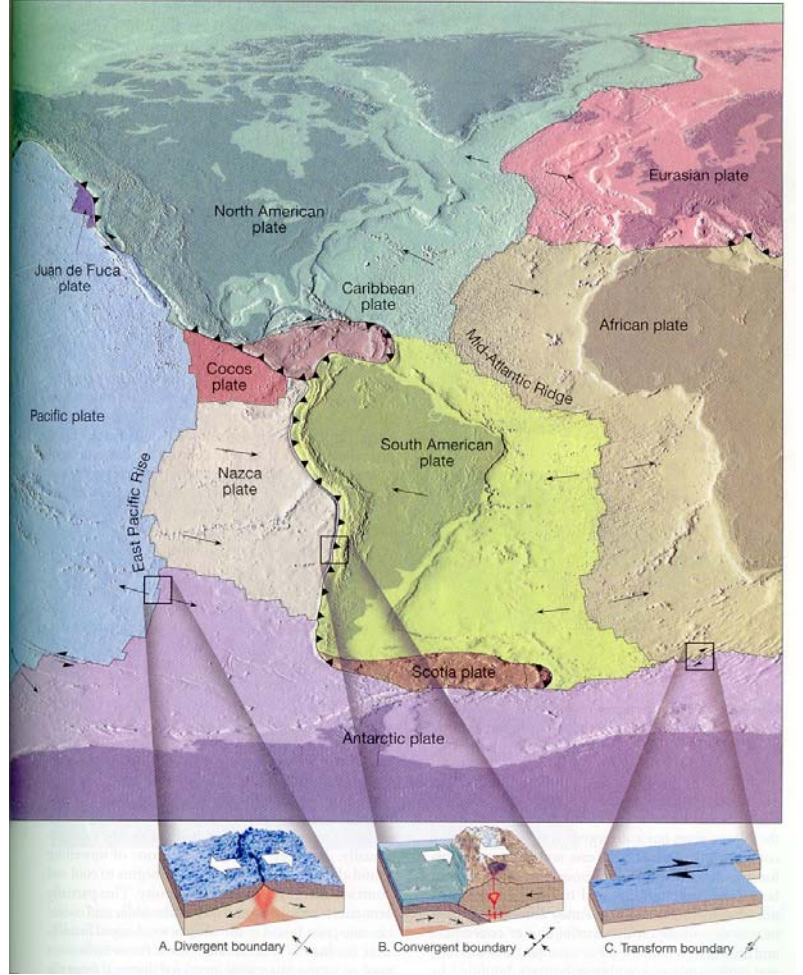 North American
plate
Eurasian plate
Juan de Fuca
plate
Caribbean
plate
African plate
Mid-Atlantic Ridge
Cocos
plate
Pacific plate
South American
plate
Nazca
plate
East Pacific Rise
Scotia plate
Antarctic plate
A. Divergent boundary
B. Convergent boundary
C. Transform boundary